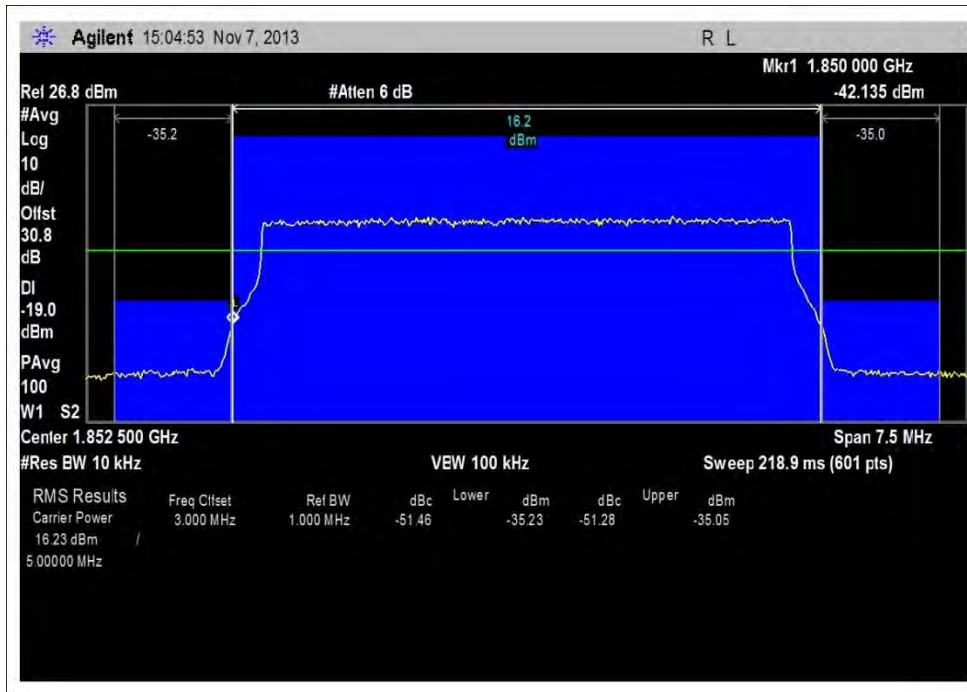 Agilent 15:04:53 Nov 7, 2013 R L
Mkr1 1.850 000 GHz
Ref 26.8 dBm #Atten 6 dB -42.135 dBm
#Avg
Log
10
dB/
Offst
30.8
dB
DI
-19.0
dBm
PAvg
100
W1 S2
-35.2
16.2
dBm
-35.0
1
Center 1.852 500 GHz Span 7.5 MHz
#Res BW 10 kHz VBW 100 kHz Sweep 218.9 ms (601 pts)
RMS Results Freq Offset Ref BW dBc Lower dBm dBc Upper dBm
Carrier Power 3.000 MHz 1.000 MHz -51.46 -35.23 -51.28 -35.05
16.23 dBm /
5.00000 MHz